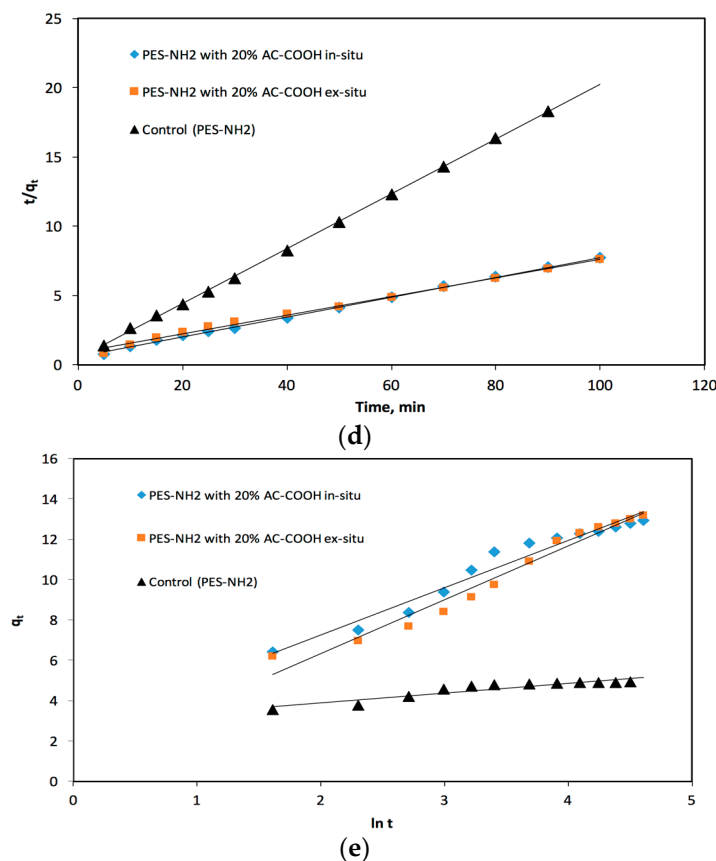 25
20
15
10
5
0
t/qt
PES-NH2 with 20% AC-COOH in-situ
PES-NH2 with 20% AC-COOH ex-situ
Control (PES-NH2)
0 20 40 60 80 100 120
Time, min
(d)
16
14
12
10
8
6
4
2
0
qt
PES-NH2 with 20% AC-COOH in-situ
PES-NH2 with 20% AC-COOH ex-situ
Control (PES-NH2)
0 1 2 3 4 5
ln t
(e)